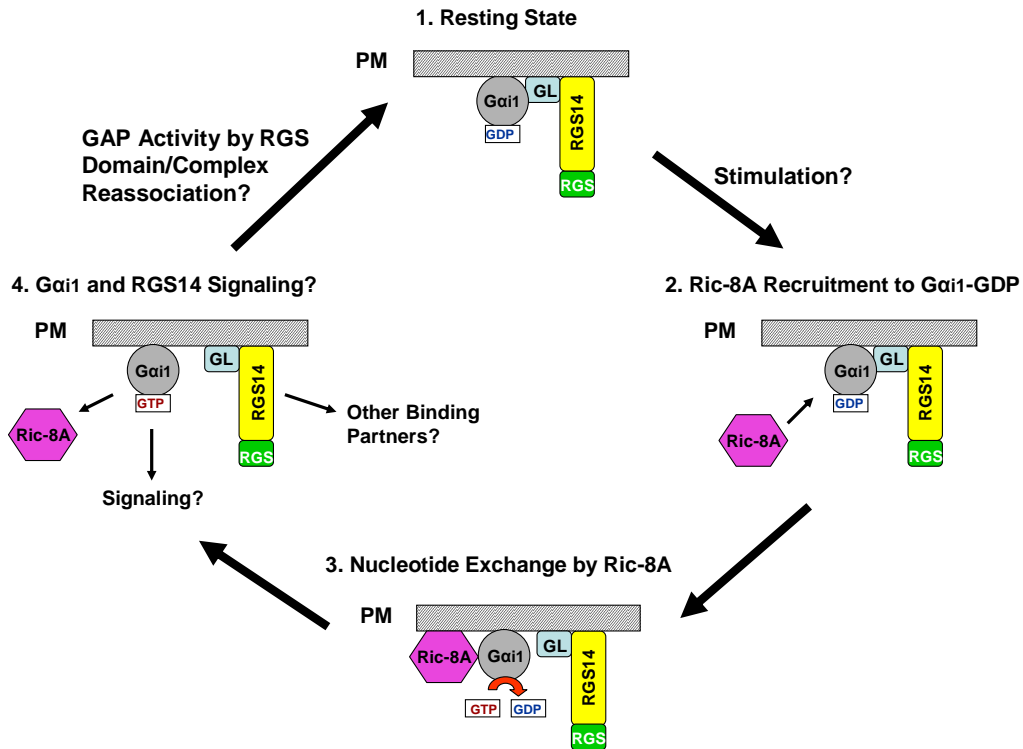 1. Resting State
PM
Gαi1
GL
GDP
RGS14
RGS
GAP Activity by RGS
Domain/Complex
Reassociation?
Stimulation?
4. Gαi1 and RGS14 Signaling?
PM
Gαi1
GL
GTP
RGS14
RGS
Ric-8A
Other Binding
Partners?
Signaling?
2. Ric-8A Recruitment to Gαi1-GDP
PM
Gαi1
GL
GDP
RGS14
RGS
Ric-8A
3. Nucleotide Exchange by Ric-8A
PM
Ric-8A
Gαi1
GL
RGS14
GTP
GDP
RGS